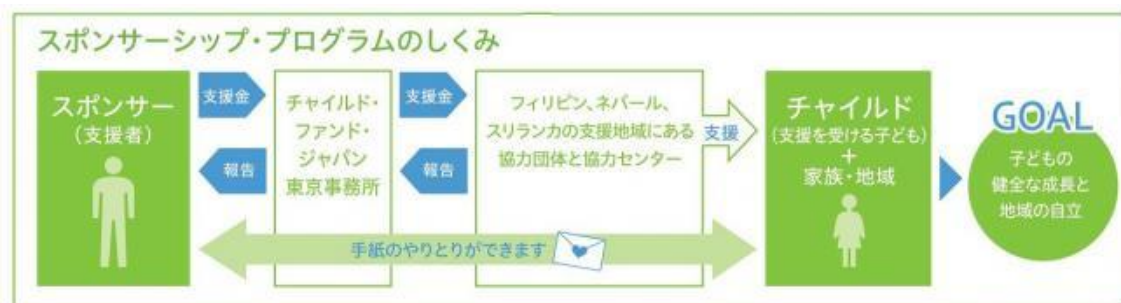 スポンサーシップ・プログラムのしくみ
スポンサー
（支援者）
支援金
報告
チャイルド・
ファンド・
ジャパン
東京事務所
支援金
報告
フィリピン、ネパール、
スリランカの支援地域にある
協力団体と協力センター
支援
チャイルド
(支援を受ける子ども)
＋
家族・地域
GOAL
子どもの
健全な成長と
地域の自立
手紙のやりとりができます